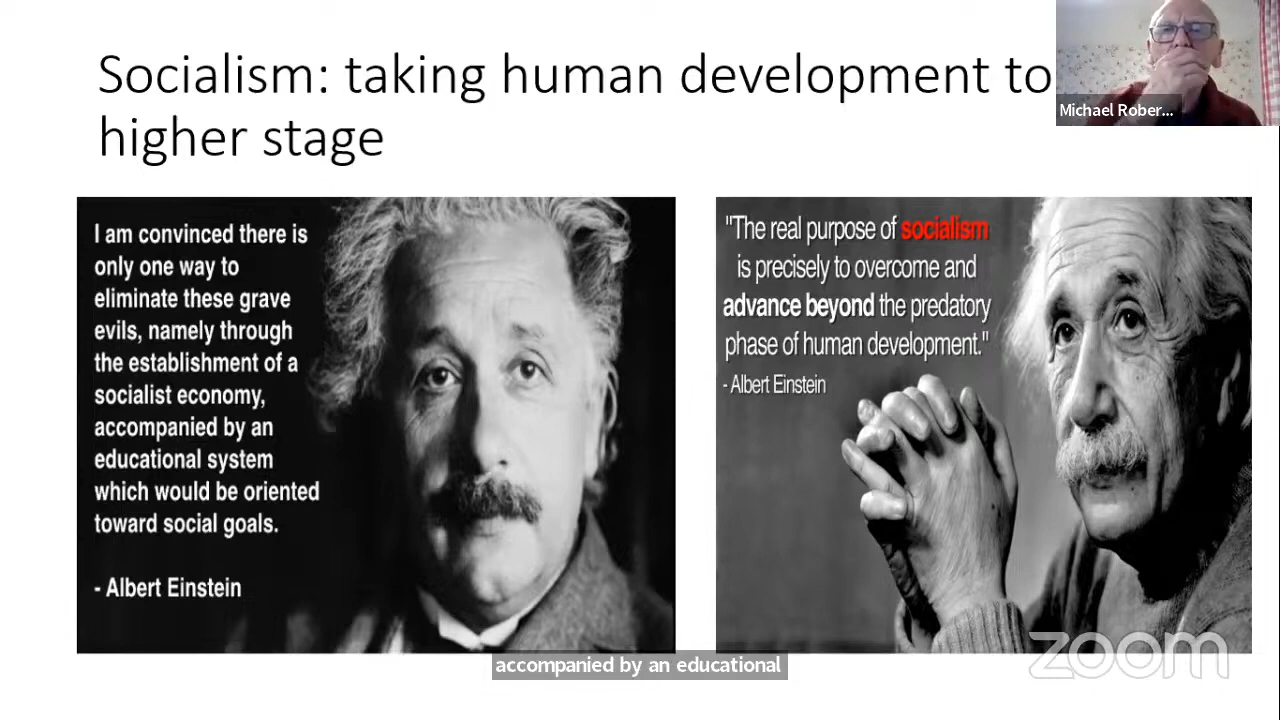 Socialism: taking human development to
higher stage
Michael Rober...
I am convinced there is
only one way to
eliminate these grave
evils, namely through
the establishment of a
socialist economy,
accompanied by an
educational system
which would be oriented
toward social goals.
- Albert Einstein
"The real purpose of socialism
is precisely to overcome and
advance beyond the predatory
phase of human development."
- Albert Einstein
zoom
accompanied by an educational